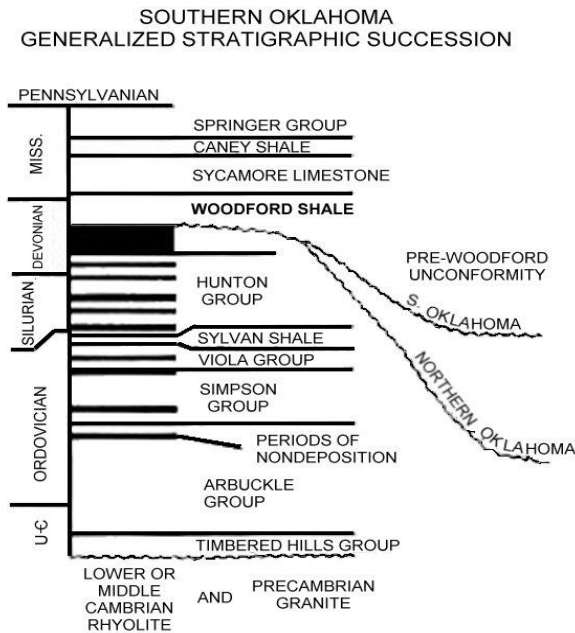 SOUTHERN OKLAHOMA
GENERALIZED STRATIGRAPHIC SUCCESSION
PENNSYLVANIAN
MISS.
SPRINGER GROUP
CANEY SHALE
SYCAMORE LIMESTONE
DEVONIAN
WOODFORD SHALE
PRE-WOODFORD
UNCONFORMITY
S. OKLAHOMA
NORTHERN OKLAHOMA
SILURIAN
HUNTON
GROUP
SYLVAN SHALE
VIOLA GROUP
ORDOVICIAN
SIMPSON
GROUP
PERIODS OF
NONDEPOSITION
ARBUCKLE
GROUP
U-Є
TIMBERED HILLS GROUP
LOWER OR
MIDDLE
CAMBRIAN
RHYOLITE
AND
PRECAMBRIAN
GRANITE